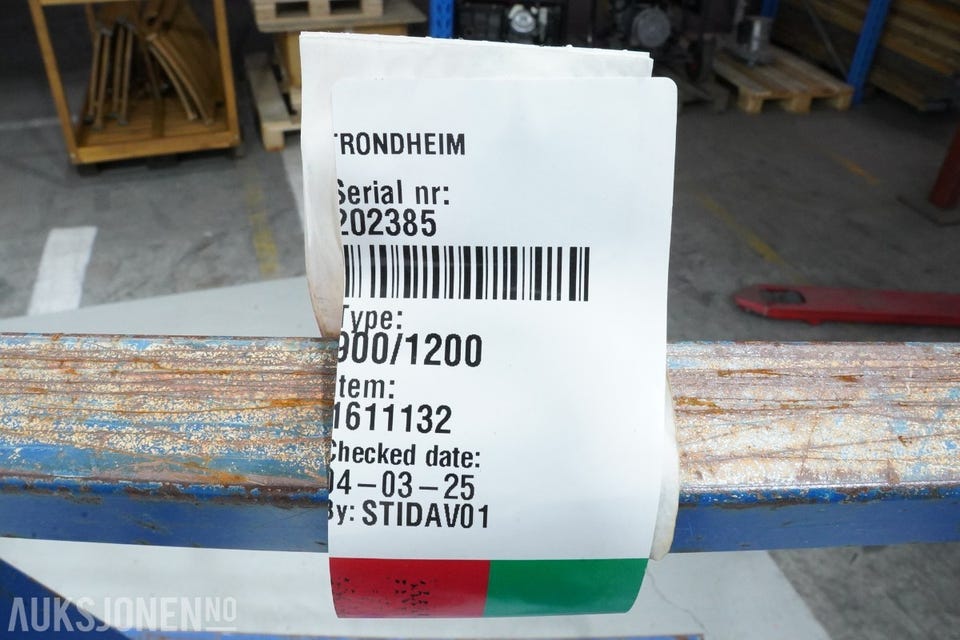 TRONDHEIM
Serial nr:
202385
Type:
900/1200
Item:
1611132
Checked date:
04-03-25
By: STIDAV01
AUKSJONEN.NO